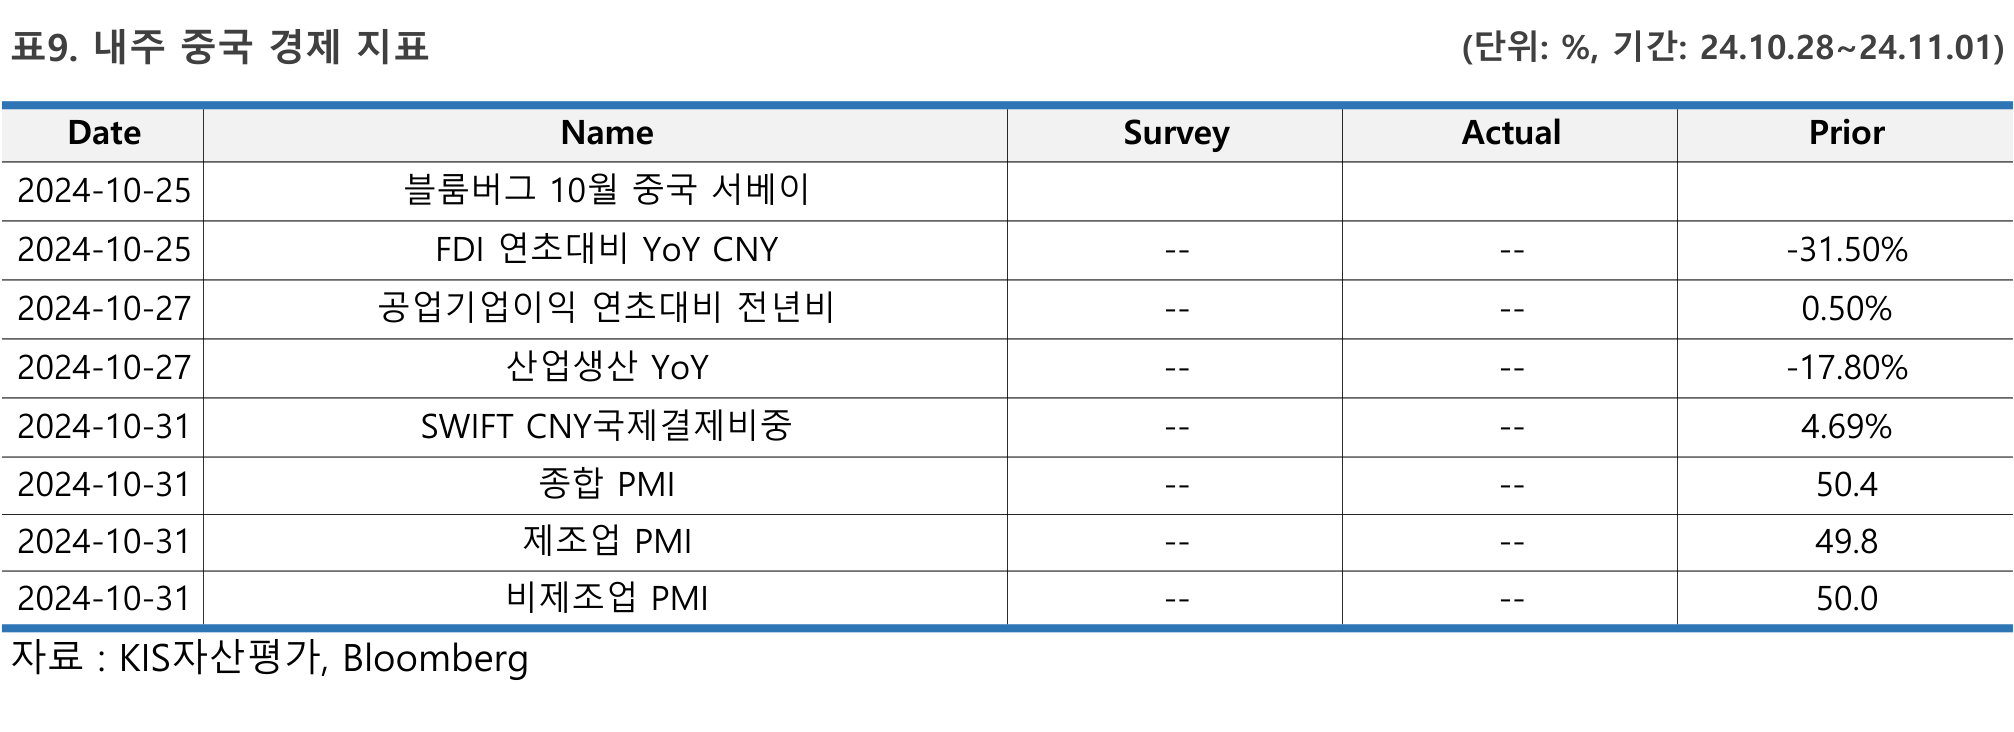 표9. 내주 중국 경제 지표 (단위: %, 기간: 24.10.28~24.11.01)
Date Name Survey Actual Prior
2024-10-25 블룸버그 10월 중국 서베이
2024-10-25 FDI 연초대비 YoY CNY -- -- -31.50%
2024-10-27 공업기업이익 연초대비 전년비 -- -- 0.50%
2024-10-27 산업생산 YoY -- -- -17.80%
2024-10-31 SWIFT CNY국제결제비중 -- -- 4.69%
2024-10-31 종합 PMI -- -- 50.4
2024-10-31 제조업 PMI -- -- 49.8
2024-10-31 비제조업 PMI -- -- 50.0
자료 : KIS자산평가, Bloomberg